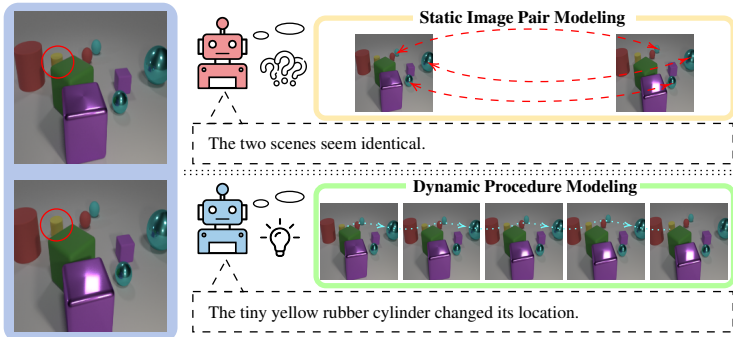 Static Image Pair Modeling
The two scenes seem identical.
Dynamic Procedure Modeling
The tiny yellow rubber cylinder changed its location.